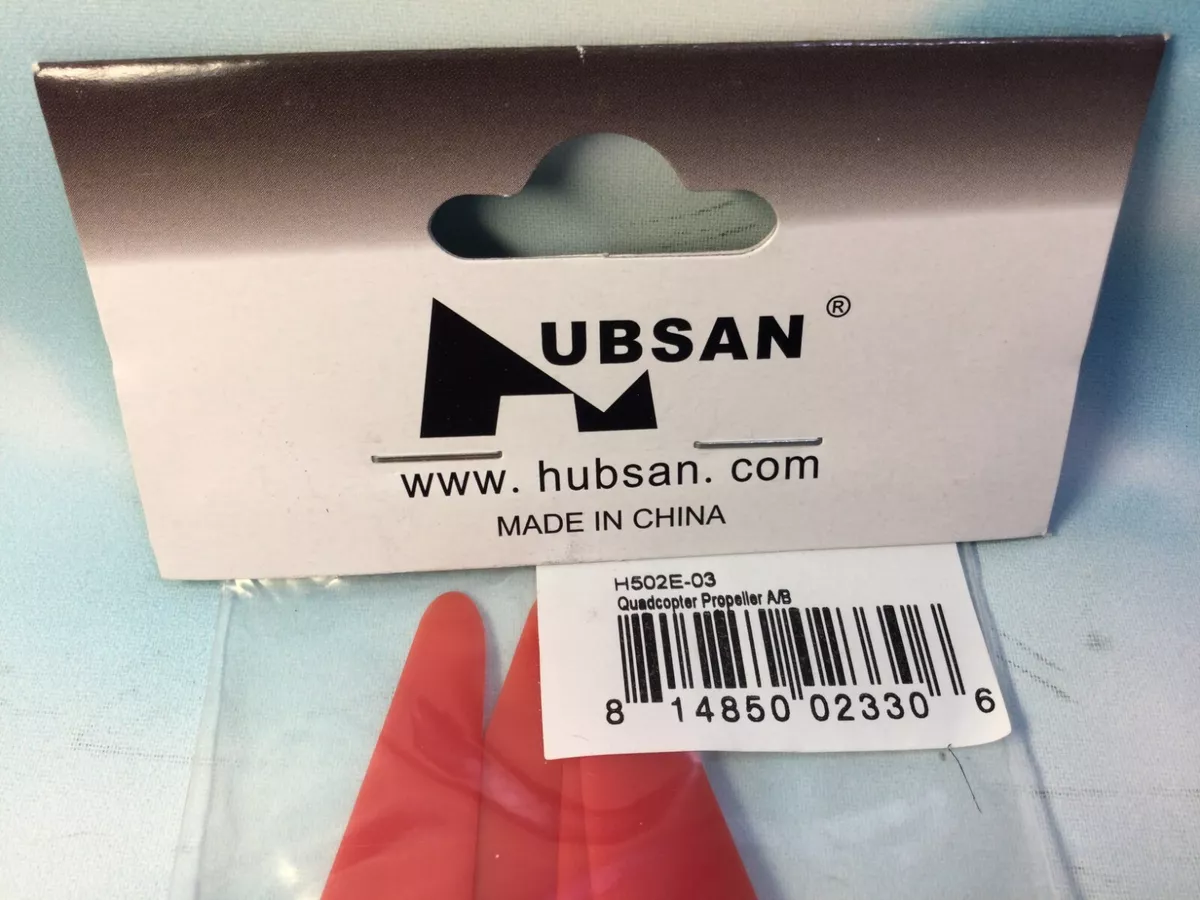 HUBSAN ®
www. hubsan. com
MADE IN CHINA
H502E-03
Quadcopter Propeller A/B
8 14850 02330 6